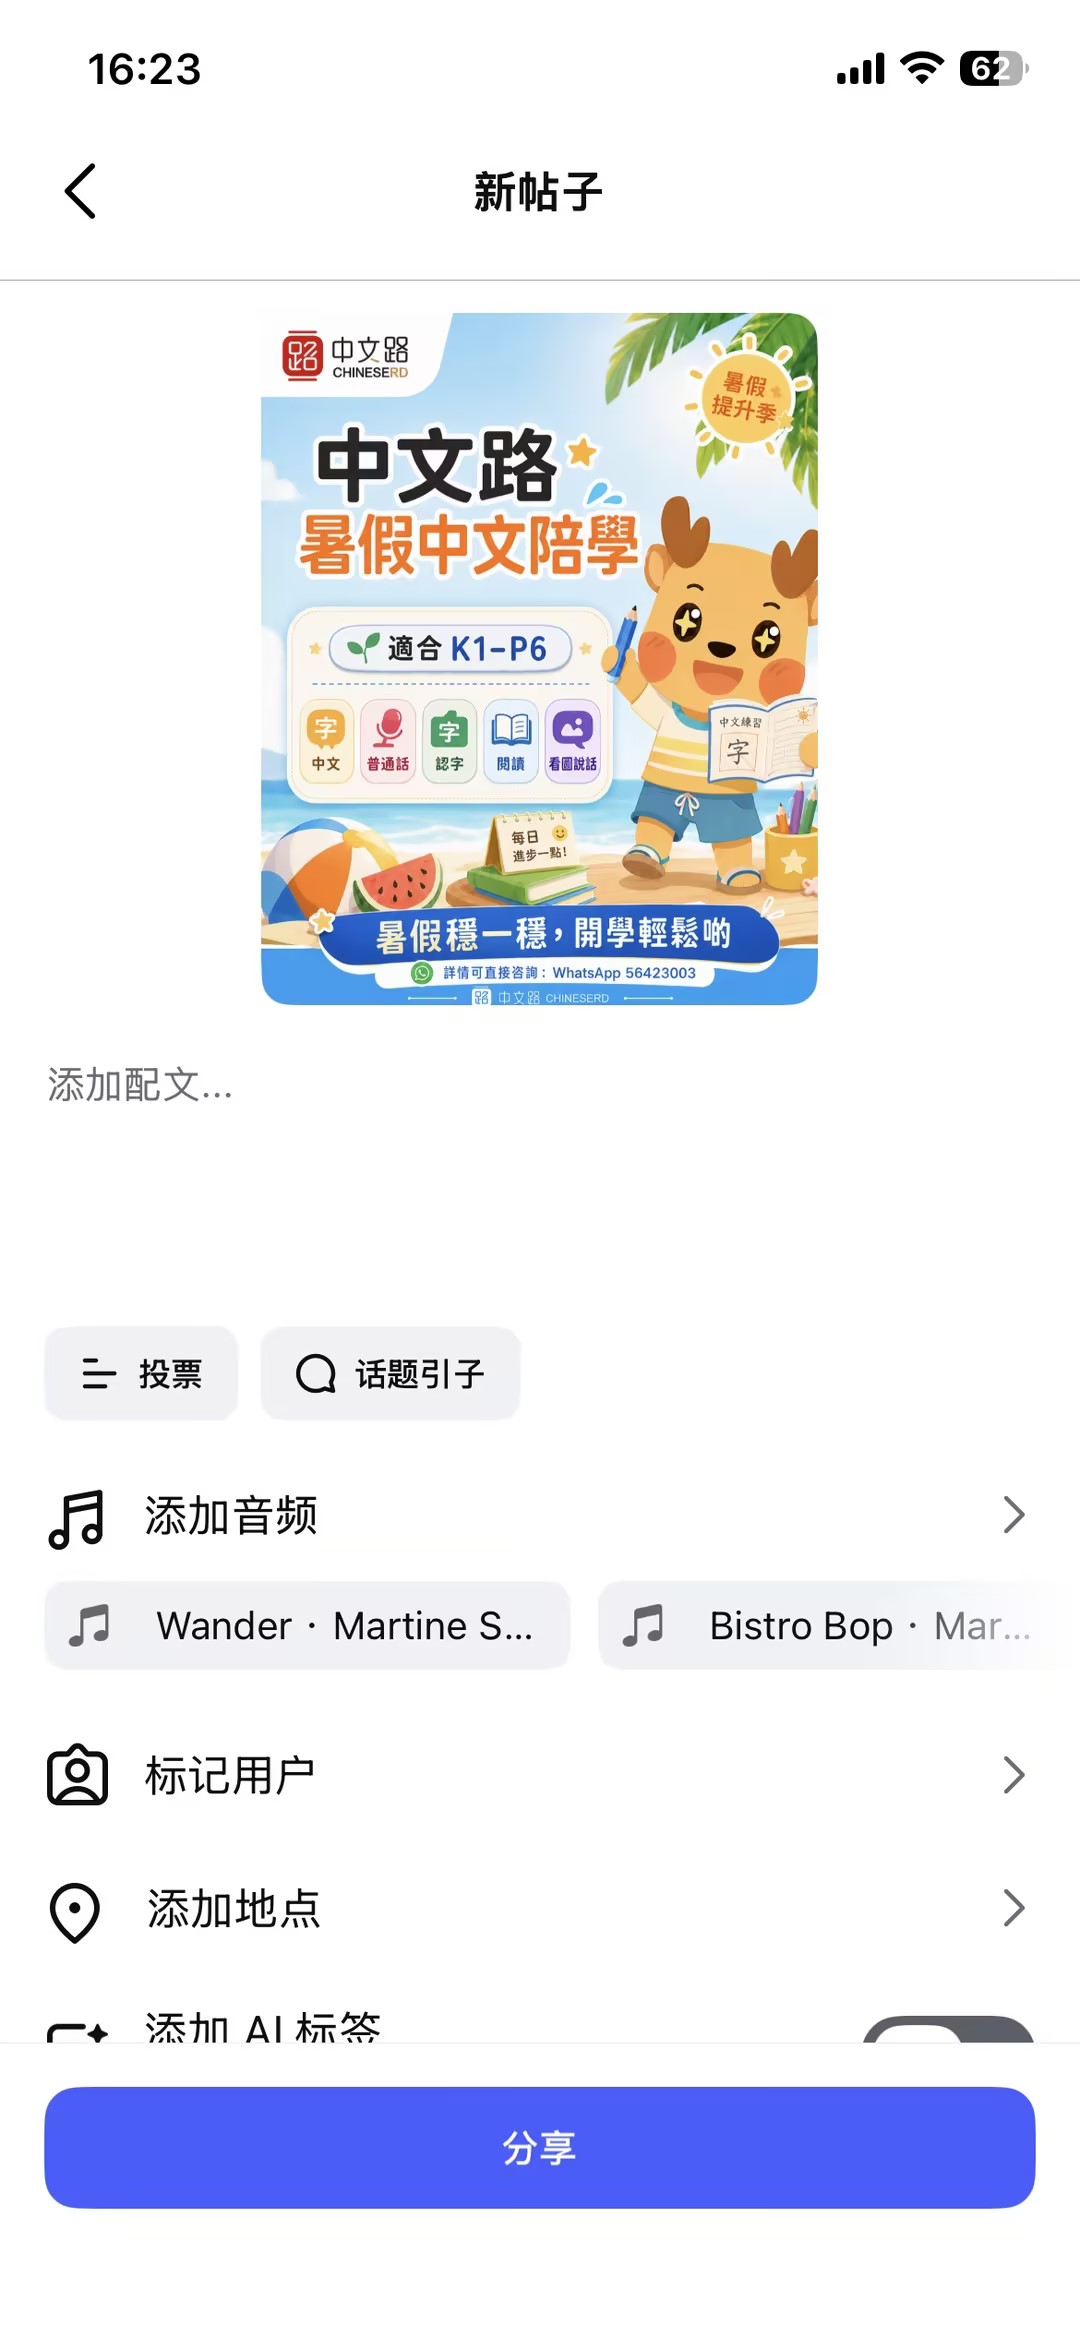 16:23
62
新帖子
路 中文路
CHINESERD
暑假
提升季
中文路
暑假中文陪學
適合 K1-P6
字 字
中文 普通話 認字 閱讀 看圖說話
中文練習
字
每日
進步一點!
暑假穩一穩，開學輕鬆啲
詳情可直接咨詢：WhatsApp 56423003
路 中文路 CHINESERD
添加配文...
投票 话题引子
添加音频
Wander · Martine S... Bistro Bop · Mar...
标记用户
添加地点
添加 AI 标签
分享